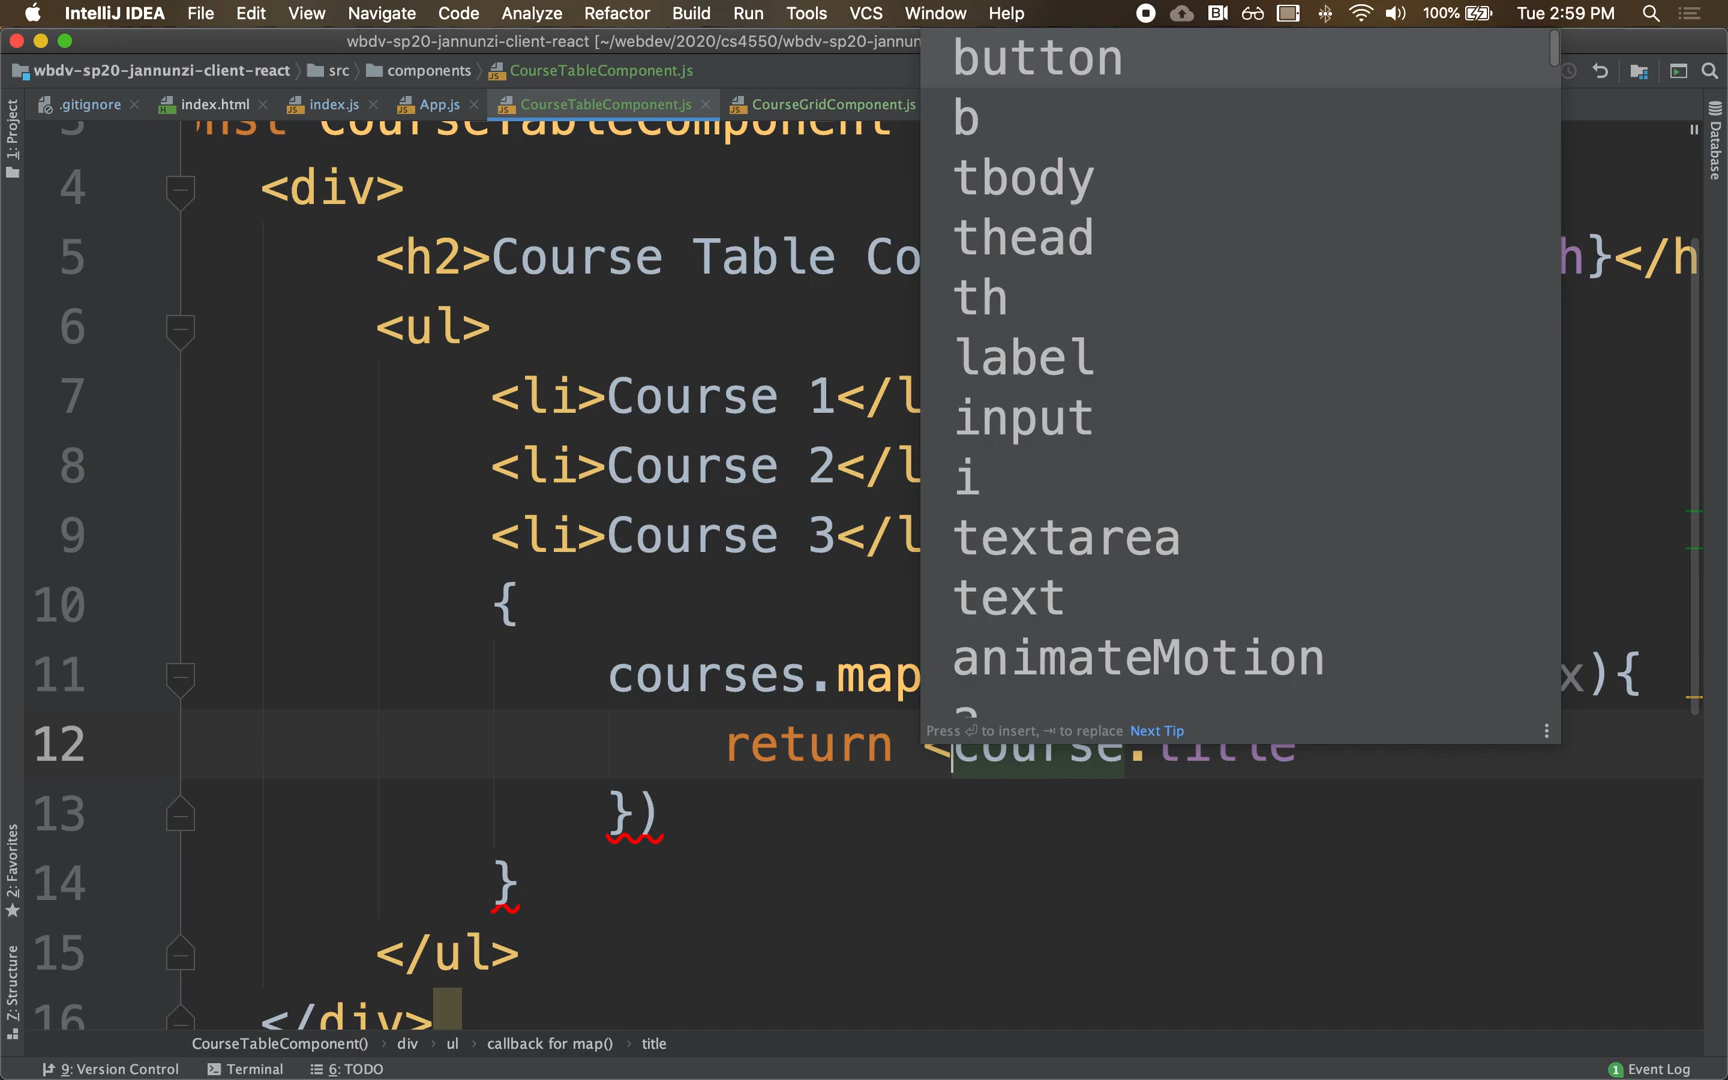 IntelliJ IDEA File Edit View Navigate Code Analyze Refactor Build Run Tools VCS Window Help 100% Tue 2:59 PM
wbdv-sp20-jannunzi-client-react [~/webdev/2020/cs4550/wbdv-sp20-jannun
wbdv-sp20-jannunzi-client-react src components CourseTableComponent.js
.gitignore index.html index.js App.js CourseTableComponent.js CourseGridComponent.js
1: Project
2: Favorites
Z: Structure
Database
3 nst CourseTableComponent
4 <div>
5 <h2>Course Table Co h}</h
6 <ul>
7 <li>Course 1</l
8 <li>Course 2</l
9 <li>Course 3</l
10 {
11 courses.map x){
12 return <course.title
13 })
14 }
15 </ul>
16 </div>
button
b
tbody
thead
th
label
input
i
textarea
text
animateMotion
a
Press ⏎ to insert, ⇥ to replace Next Tip
CourseTableComponent() › div › ul › callback for map() › title
9: Version Control Terminal 6: TODO 1 Event Log